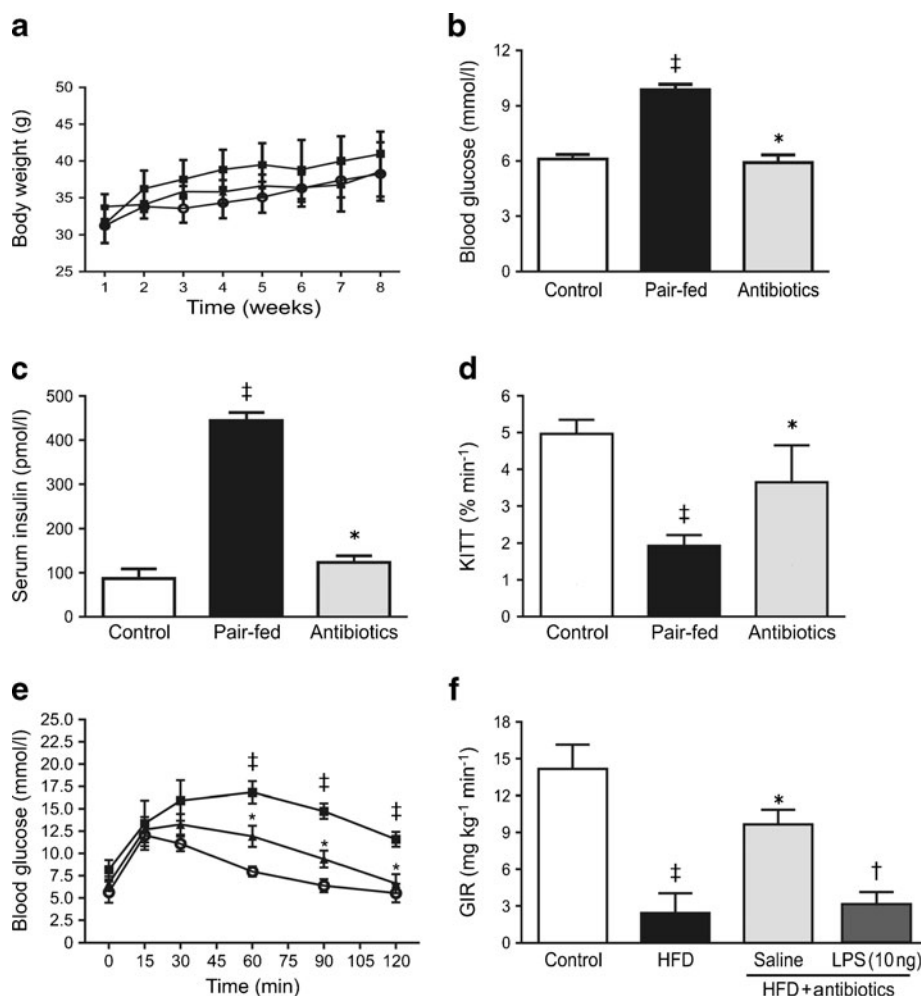 a
Body weight (g)
50
45
40
35
30
25
1 2 3 4 5 6 7 8
Time (weeks)
b
Blood glucose (mmol/l)
12
9
6
3
0
‡
*
Control Pair-fed Antibiotics
c
Serum insulin (pmol/l)
500
400
300
200
100
0
‡
*
Control Pair-fed Antibiotics
d
KITT (% min-1)
6
5
4
3
2
1
0
‡
*
Control Pair-fed Antibiotics
e
Blood glucose (mmol/l)
25.0
22.5
20.0
17.5
15.0
12.5
10.0
7.5
5.0
2.5
0
‡ ‡ ‡
* * *
0 15 30 45 60 75 90 105 120
Time (min)
f
GIR (mg kg-1 min-1)
18
15
12
9
6
3
0
‡
*
†
Control HFD Saline LPS (10 ng)
HFD+antibiotics